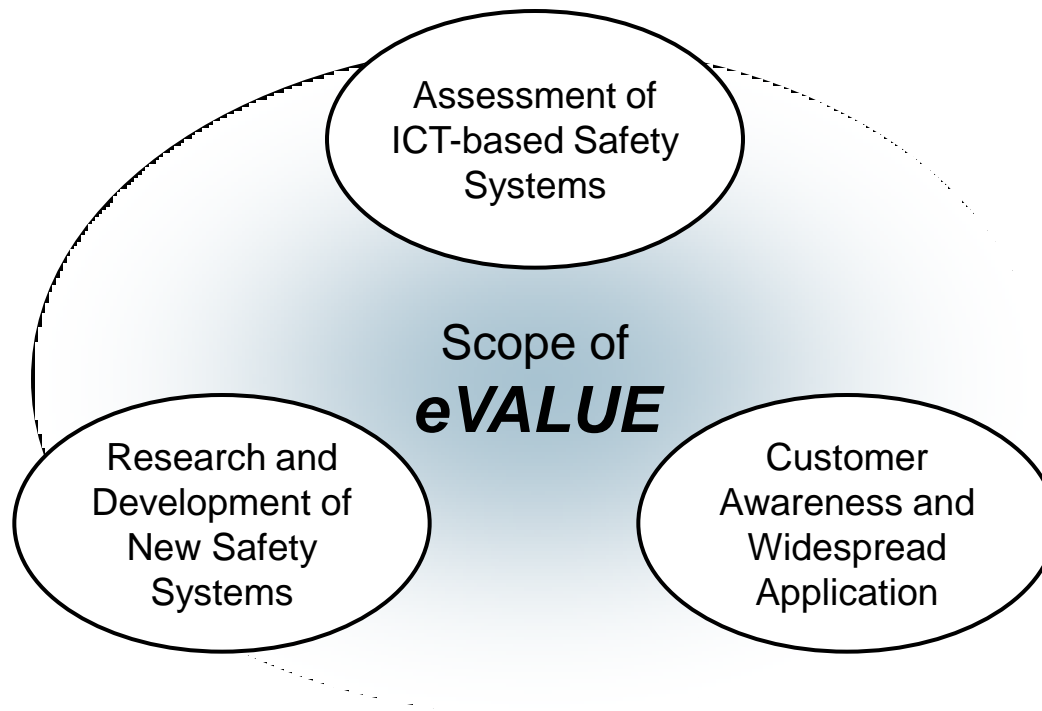 Assessment of
ICT-based Safety
Systems
Scope of
eVALUE
Research and
Development of
New Safety
Systems
Customer
Awareness and
Widespread
Application